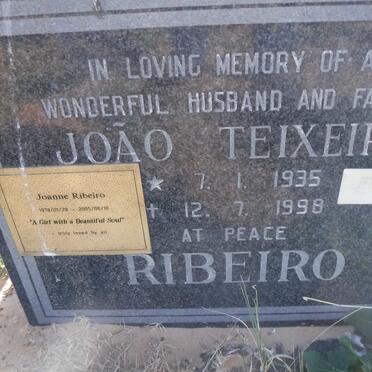 IN LOVING MEMORY OF A
WONDERFUL HUSBAND AND FA
JOÃO TEIXEI
7. 1. 1935
12. 7. 1998
AT PEACE
RIBEIRO
Joanne Ribeiro
"A Girl with a Beautiful Soul"